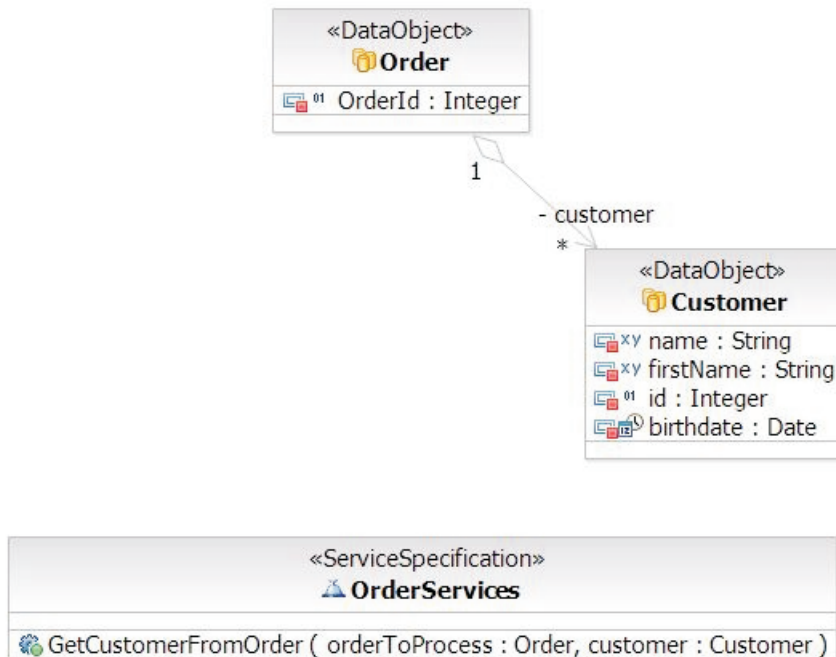 «DataObject»
Order
01 OrderId : Integer
1
- customer
*
«DataObject»
Customer
xy name : String
xy firstName : String
01 id : Integer
12 birthdate : Date
«ServiceSpecification»
OrderServices
GetCustomerFromOrder ( orderToProcess : Order, customer : Customer )